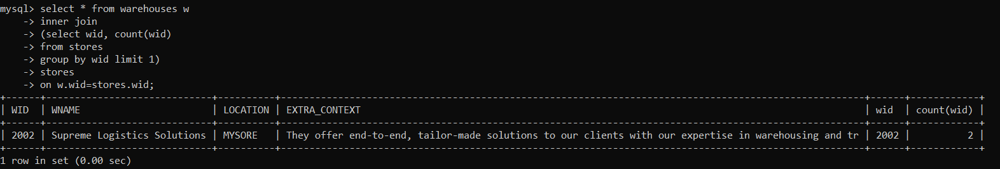 mysql> select * from warehouses w
    -> inner join
    -> (select wid, count(wid)
    -> from stores
    -> group by wid limit 1)
    -> stores
    -> on w.wid=stores.wid;
+------+----------------------------+----------+-------------------------------------------------------------------------------------------------+------+------------+
| WID  | WNAME                      | LOCATION | EXTRA_CONTEXT                                                                                   | wid  | count(wid) |
+------+----------------------------+----------+-------------------------------------------------------------------------------------------------+------+------------+
| 2002 | Supreme Logistics Solutions | MYSORE   | They offer end-to-end, tailor-made solutions to our clients with our expertise in warehousing and tr | 2002 |          2 |
+------+----------------------------+----------+-------------------------------------------------------------------------------------------------+------+------------+
1 row in set (0.00 sec)